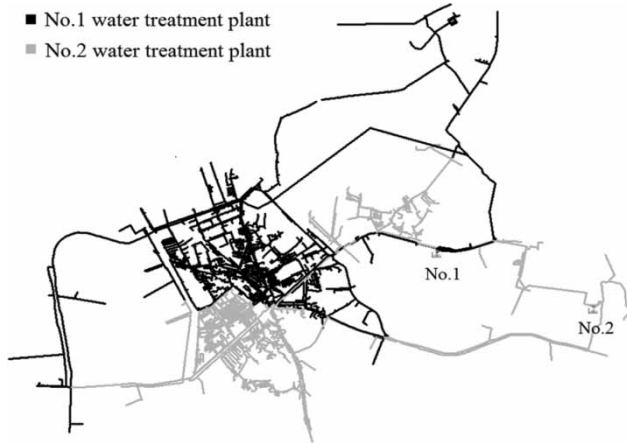 No.1 water treatment plant
No.2 water treatment plant
No.1
No.2